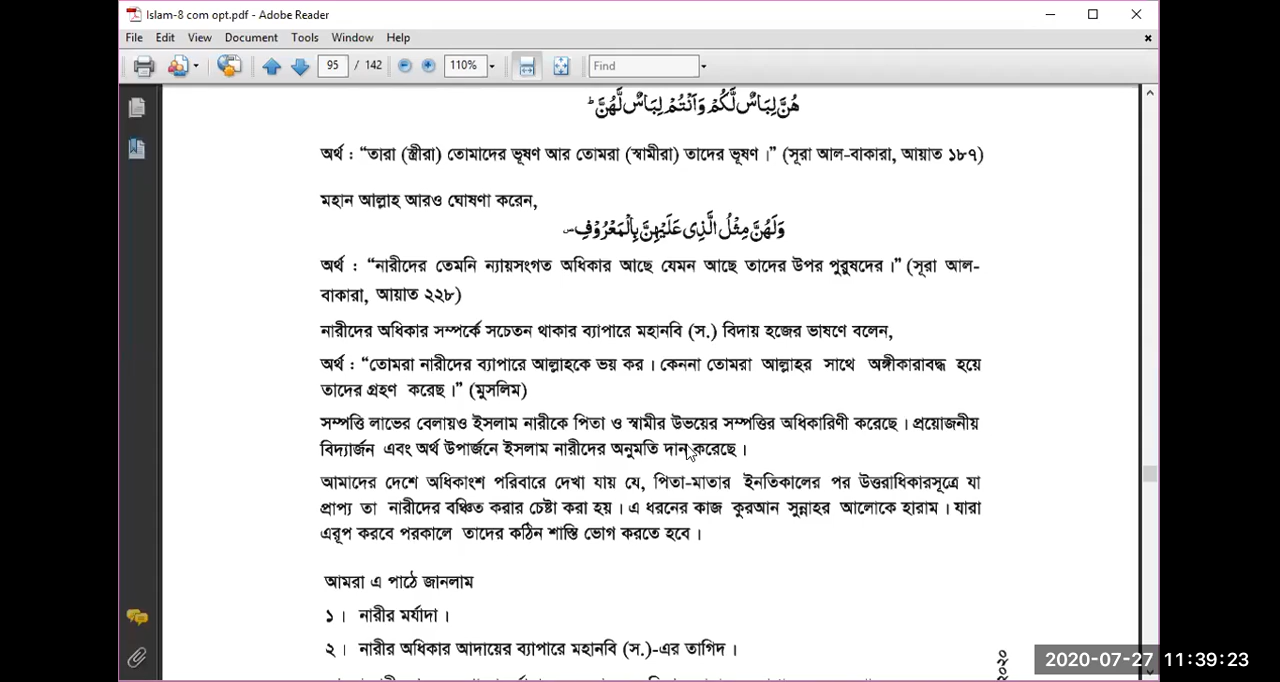 Islam-8 com opt.pdf - Adobe Reader
File Edit View Document Tools Window Help
95 / 142 110% Find
هُنَّ لِبَاسٌ لَّكُمْ وَاَنْتُمْ لِبَاسٌ لَّهُنَّ ؕ
অর্থ : “তারা (স্ত্রীরা) তোমাদের ভূষণ আর তোমরা (স্বামীরা) তাদের ভূষণ।” (সূরা আল-বাকারা, আয়াত ১৮৭)
মহান আল্লাহ আরও ঘোষণা করেন,
وَلَهُنَّ مِثْلُ الَّذِى عَلَيْهِنَّ بِالْمَعْرُوْفِ ۪
অর্থ : “নারীদের তেমনি ন্যায়সংগত অধিকার আছে যেমন আছে তাদের উপর পুরুষদের।” (সূরা আল-
বাকারা, আয়াত ২২৮)
নারীদের অধিকার সম্পর্কে সচেতন থাকার ব্যাপারে মহানবি (স.) বিদায় হজের ভাষণে বলেন,
অর্থ : “তোমরা নারীদের ব্যাপারে আল্লাহকে ভয় কর। কেননা তোমরা আল্লাহর সাথে অঙ্গীকারাবদ্ধ হয়ে
তাদের গ্রহণ করেছ।” (মুসলিম)
সম্পত্তি লাভের বেলায়ও ইসলাম নারীকে পিতা ও স্বামীর উভয়ের সম্পত্তির অধিকারিণী করেছে। প্রয়োজনীয়
বিদ্যার্জন এবং অর্থ উপার্জনে ইসলাম নারীদের অনুমতি দান করেছে।
আমাদের দেশে অধিকাংশ পরিবারে দেখা যায় যে, পিতা-মাতার ইনতিকালের পর উত্তরাধিকারসূত্রে যা
প্রাপ্য তা নারীদের বঞ্চিত করার চেষ্টা করা হয়। এ ধরনের কাজ কুরআন সুন্নাহর আলোকে হারাম। যারা
এরূপ করবে পরকালে তাদের কঠিন শাস্তি ভোগ করতে হবে।
আমরা এ পাঠে জানলাম
১। নারীর মর্যাদা।
২। নারীর অধিকার আদায়ের ব্যাপারে মহানবি (স.)-এর তাগিদ।
২০২০
2020-07-27 11:39:23